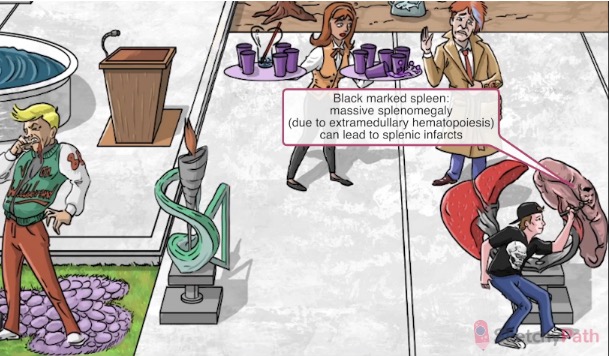 Black marked spleen:
massive splenomegaly
(due to extramedullary hematopoiesis)
can lead to splenic infarcts
SketchyPath